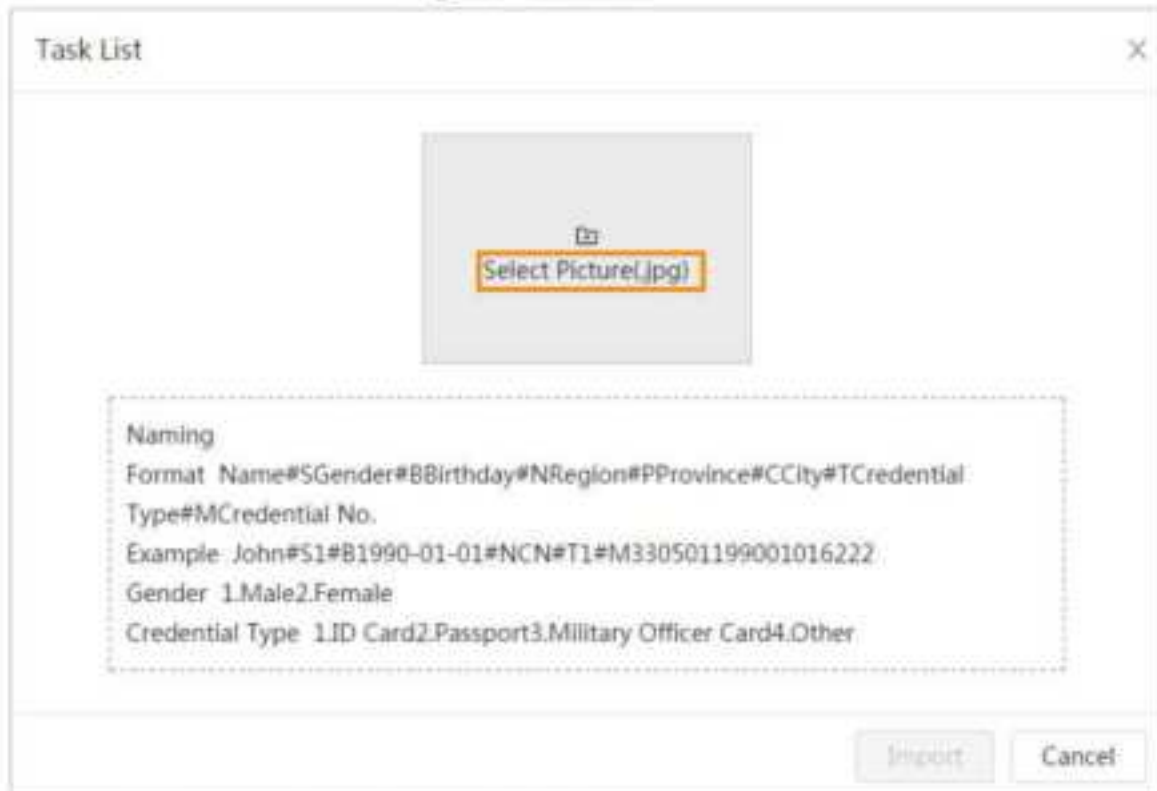 Task List
Select Picture(.jpg)
Naming
Format Name#SGender#BBirthday#NRegion#PProvince#CCity#TCredential
Type#MCredential No.
Example John#S1#B1990-01-01#NCN#T1#M330501199001016222
Gender 1.Male2.Female
Credential Type 1.ID Card2.Passport3.Military Officer Card4.Other
Import
Cancel